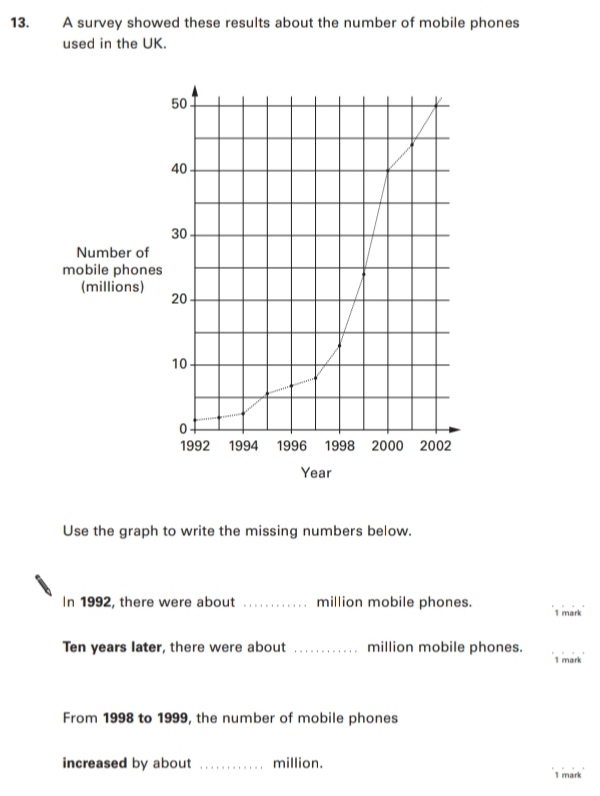 13. A survey showed these results about the number of mobile phones
used in the UK.
50
40
30
Number of
mobile phones
(millions)
20
10
0
1992 1994 1996 1998 2000 2002
Year
Use the graph to write the missing numbers below.
In 1992, there were about ............ million mobile phones.
1 mark
Ten years later, there were about ............ million mobile phones.
1 mark
From 1998 to 1999, the number of mobile phones
increased by about ............ million.
1 mark